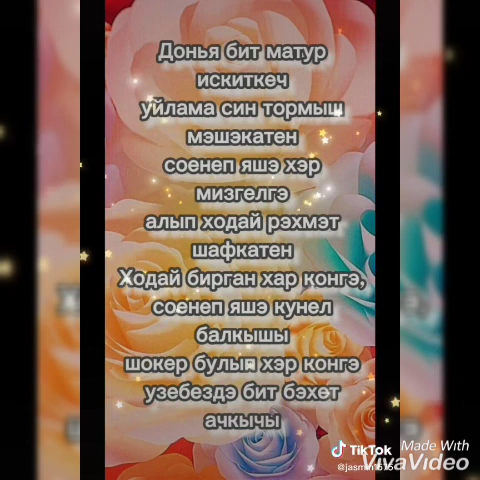 Донья бит матур
искиткеч
уйлама син тормыш
мэшэкатен
соенеп яшэ хэр
мизгелгэ
алып ходай рэхмэт
шафкатен
Ходай бирган хар конгэ,
соенеп яшэ кунел
балкышы
шокер булып хэр конгэ
узебездэ бит бэхет
ачкычы
TikTok
Made With
VivaVideo